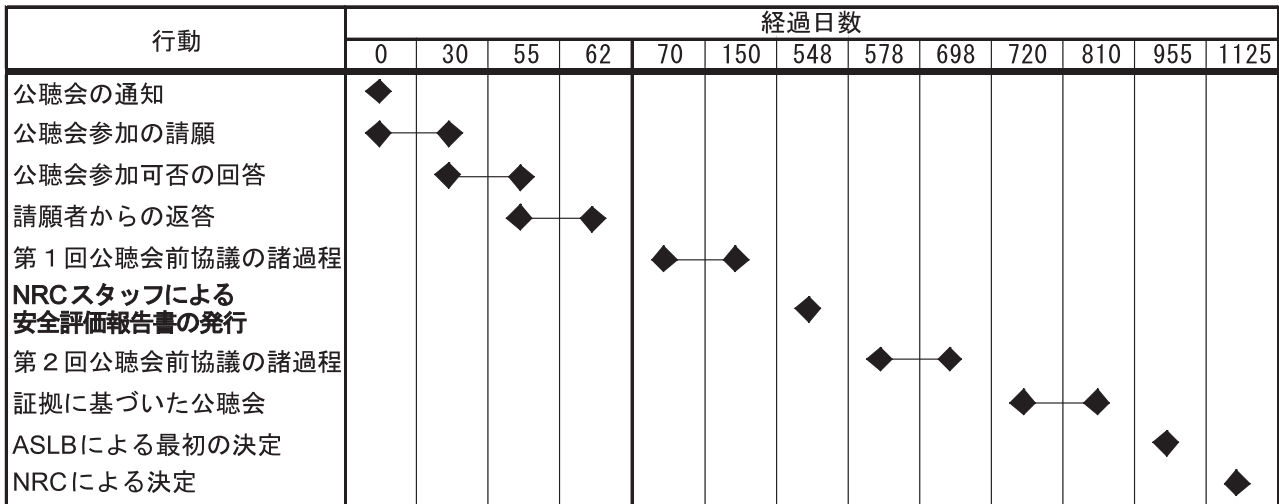 行動
経過日数
0 30 55 62 70 150 548 578 698 720 810 955 1125
公聴会の通知
公聴会参加の請願
公聴会参加可否の回答
請願者からの返答
第1回公聴会前協議の諸過程
NRCスタッフによる
安全評価報告書の発行
第2回公聴会前協議の諸過程
証拠に基づいた公聴会
ASLBによる最初の決定
NRCによる決定